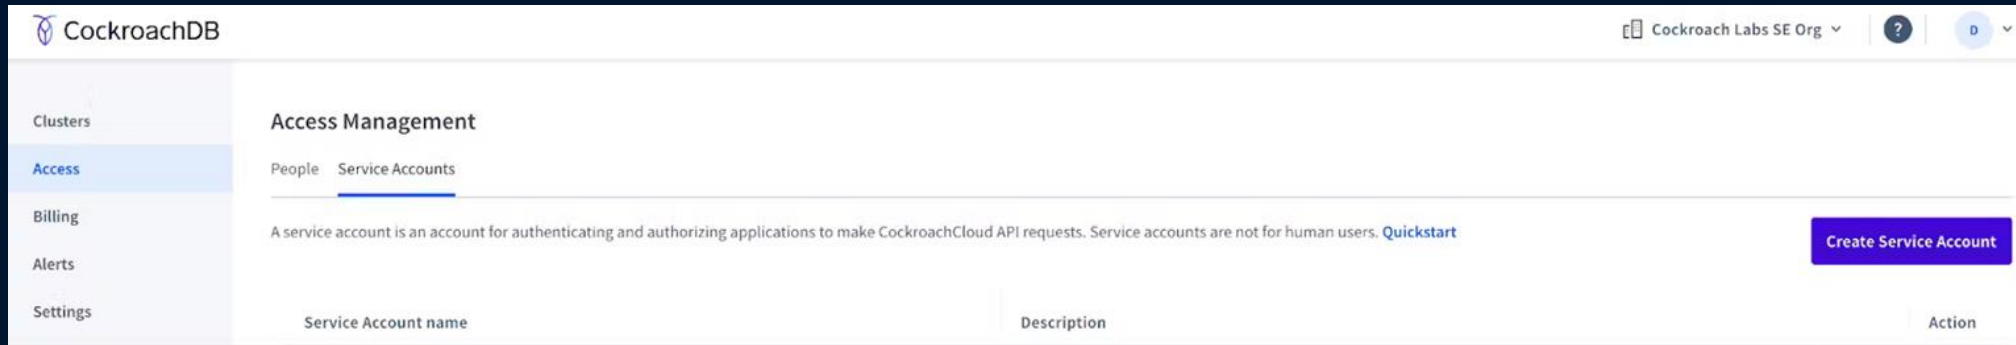 CockroachDB
Cockroach Labs SE Org
?
D
Clusters
Access
Billing
Alerts
Settings
Access Management
People Service Accounts
A service account is an account for authenticating and authorizing applications to make CockroachCloud API requests. Service accounts are not for human users. Quickstart
Create Service Account
Service Account name Description Action